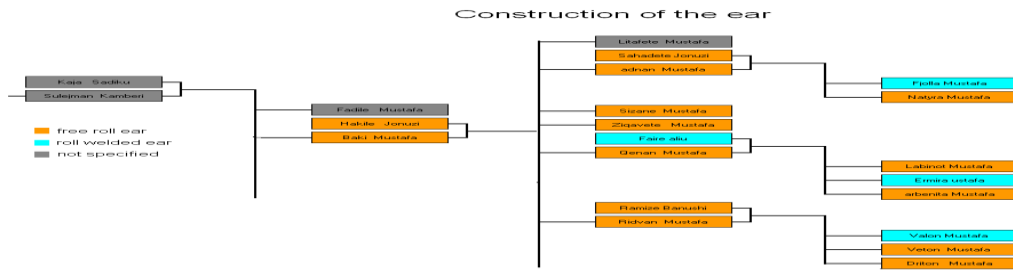 Construction of the ear
Kaja Sadiku
Sulejman Kamberi
free roll ear
roll welded ear
not specified
Fadile Mustafa
Hakile Jonuzi
Baki Mustafa
Litafete Mustafa
Sahadete Jonuzi
adnan Mustafa
Sizane Mustafa
Ziqavete Mustafa
Faire aliu
Qenan Mustafa
Ramize Banushi
Ridvan Mustafa
Fjolla Mustafa
Natyra Mustafa
Labinot Mustafa
Ermira ustafa
arbenita Mustafa
Valon Mustafa
Veton Mustafa
Driton Mustafa